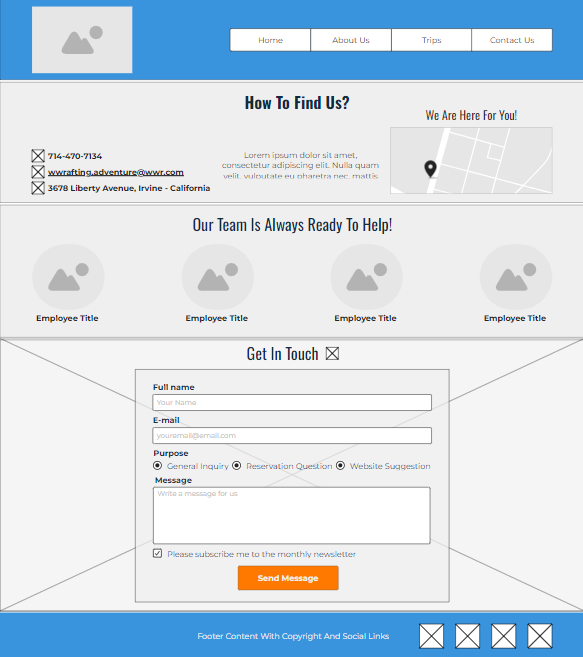 Home
About Us
Trips
Contact Us
How To Find Us?
We Are Here For You!
714-470-7134
wwrafting.adventure@wwr.com
3678 Liberty Avenue, Irvine - California
Lorem ipsum dolor sit amet,
consectetur adipiscing elit. Nulla quam
velit, vulputate eu pharetra nec, mattis
Our Team Is Always Ready To Help!
Employee Title
Employee Title
Employee Title
Employee Title
Get In Touch
Full name
Your Name
E-mail
youremail@email.com
Purpose
General Inquiry
Reservation Question
Website Suggestion
Message
Write a message for us
Please subscribe me to the monthly newsletter
Send Message
Footer Content With Copyright And Social Links